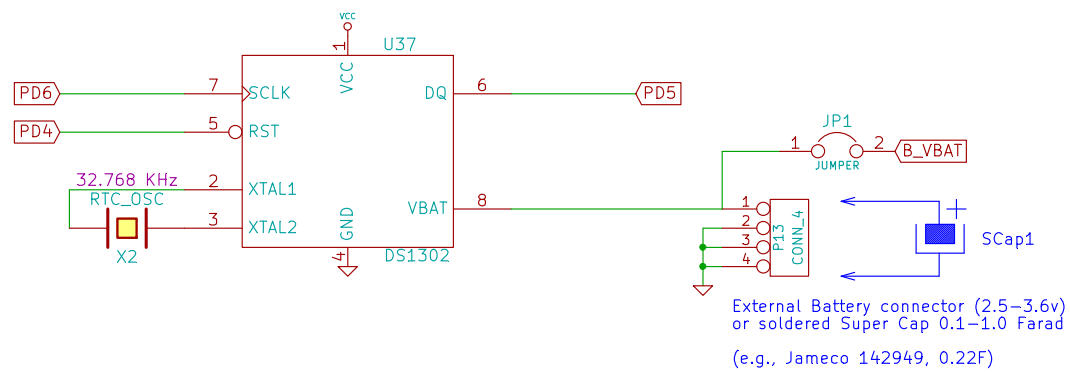 VCC
U37
1
VCC
PD6
7
SCLK
DQ
6
PD5
PD4
5
RST
JP1
1
2
B_VBAT
JUMPER
32.768 KHz
2
XTAL1
RTC_OSC
VBAT
8
1
2
3
4
P13
CONN_4
SCap1
3
XTAL2
X2
GND
4
DS1302
External Battery connector (2.5-3.6v)
or soldered Super Cap 0.1-1.0 Farad
(e.g., Jameco 142949, 0.22F)